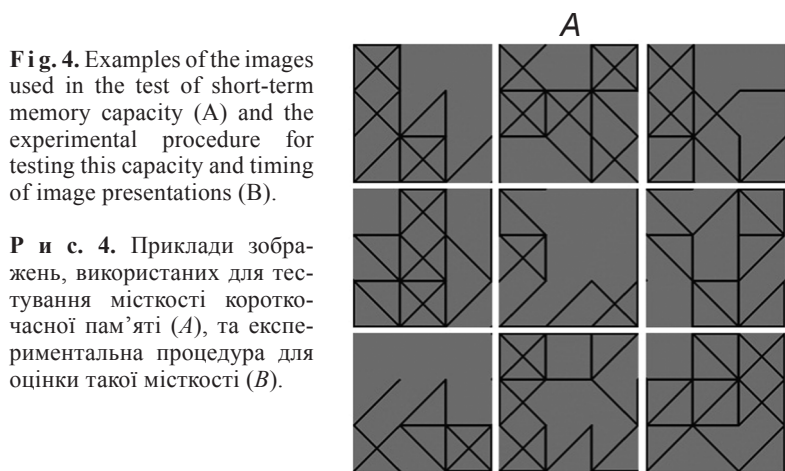 Fig. 4. Examples of the images
used in the test of short-term
memory capacity (A) and the
experimental procedure for
testing this capacity and timing
of image presentations (B).
Р и с. 4. Приклади зобра-
жень, використаних для тес-
тування місткості коротко-
часної пам’яті (А), та експе-
риментальна процедура для
оцінки такої місткості (В).
A